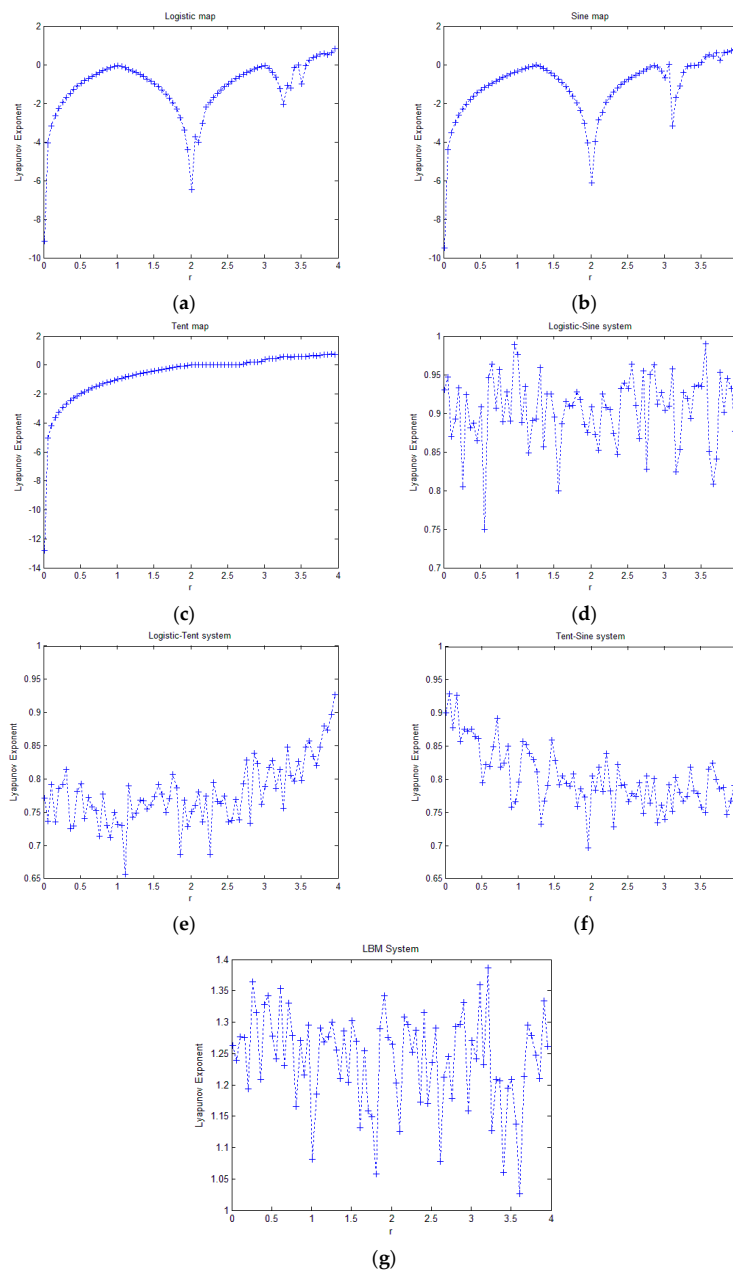 Logistic map
2
0
-2
-4
-6
-8
-10
Lyapunov Exponent
0 0.5 1 1.5 2 2.5 3 3.5 4
r
(a)
Sine map
2
0
-2
-4
-6
-8
-10
Lyapunov Exponent
0 0.5 1 1.5 2 2.5 3 3.5
r
(b)
Tent map
2
0
-2
-4
-6
-8
-10
-12
-14
Lyapunov Exponent
0 0.5 1 1.5 2 2.5 3 3.5 4
r
(c)
Logistic-Sine system
1
0.95
0.9
0.85
0.8
0.75
0.7
Lyapunov Exponent
0 0.5 1 1.5 2 2.5 3 3.5
r
(d)
Logistic-Tent system
1
0.95
0.9
0.85
0.8
0.75
0.7
0.65
Lyapunov Exponent
0 0.5 1 1.5 2 2.5 3 3.5 4
r
(e)
Tent-Sine system
1
0.95
0.9
0.85
0.8
0.75
0.7
0.65
Lyapunov Exponent
0 0.5 1 1.5 2 2.5 3 3.5
r
(f)
LBM System
1.4
1.35
1.3
1.25
1.2
1.15
1.1
1.05
1
Lyapunov Exponent
0 0.5 1 1.5 2 2.5 3 3.5 4
r
(g)